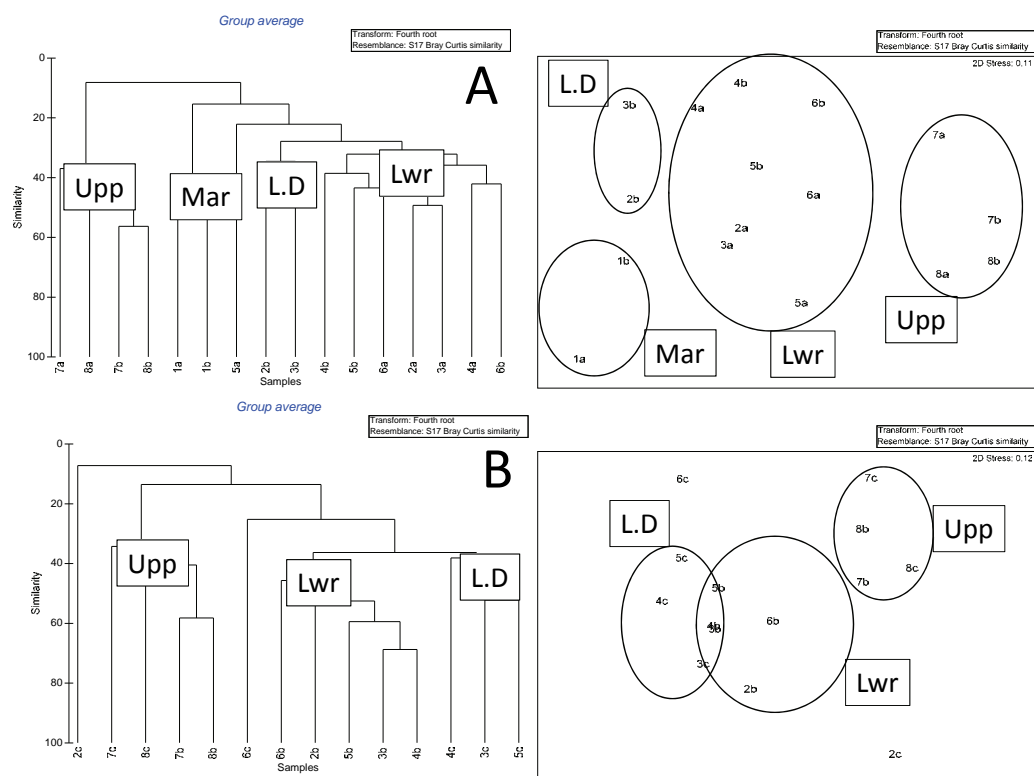 Group average
Transform: Fourth root
Resemblance: S17 Bray Curtis similarity
A
0
20
40
60
80
100
Similarity
Upp
Mar
L.D
Lwr
7a 8a 7b 8b 1a 1b 5a 2b 3b 4b 5b 6a 2a 3a 4a 6b
Samples
Transform: Fourth root
Resemblance: S17 Bray Curtis similarity
2D Stress: 0.11
L.D
3b
2b
4b
4a
6b
5b
6a
2a
3a
5a
7a
7b
8b
8a
Upp
1b
1a
Mar
Lwr
Group average
Transform: Fourth root
Resemblance: S17 Bray Curtis similarity
B
0
20
40
60
80
100
Similarity
Upp
Lwr
L.D
2c 7c 8c 7b 8b 6c 6b 2b 5b 3b 4b 4c 3c 5c
Samples
Transform: Fourth root
Resemblance: S17 Bray Curtis similarity
2D Stress: 0.12
6c
7c
L.D
8b
Upp
5c
8c
7b
5b
4c
6b
4b
3b
3c
2b
Lwr
2c